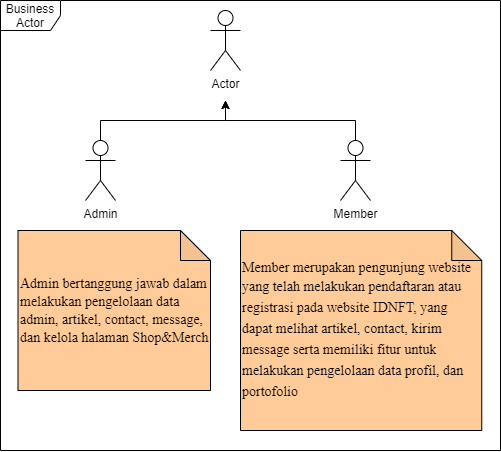 Business
Actor
Actor
Admin
Member
Admin bertanggung jawab dalam
melakukan pengelolaan data
admin, artikel, contact, message,
dan kelola halaman Shop&Merch
Member merupakan pengunjung website
yang telah melakukan pendaftaran atau
registrasi pada website IDNFT, yang
dapat melihat artikel, contact, kirim
message serta memiliki fitur untuk
melakukan pengelolaan data profil, dan
portofolio